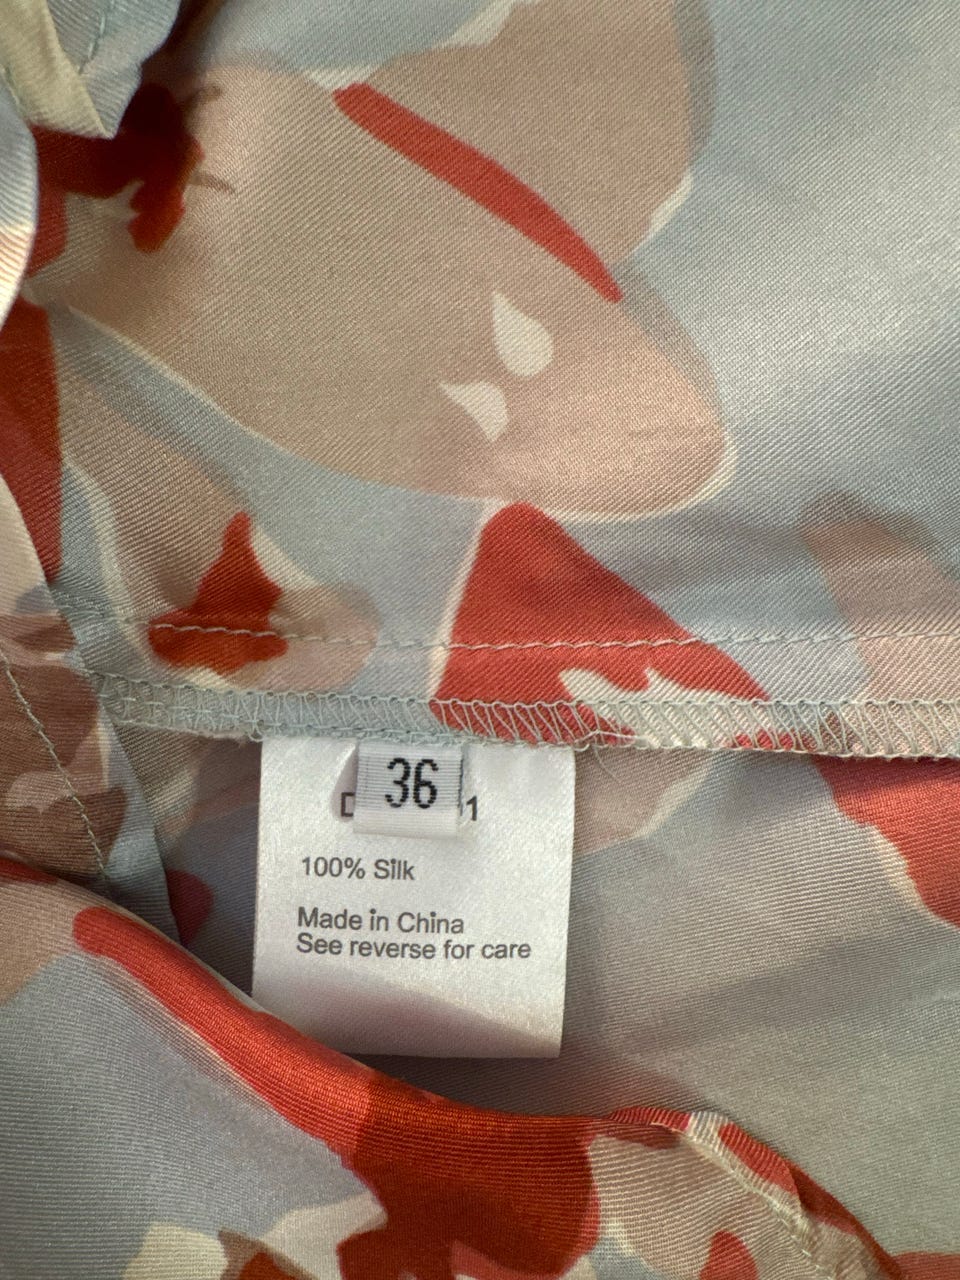 36
100% Silk
Made in China
See reverse for care